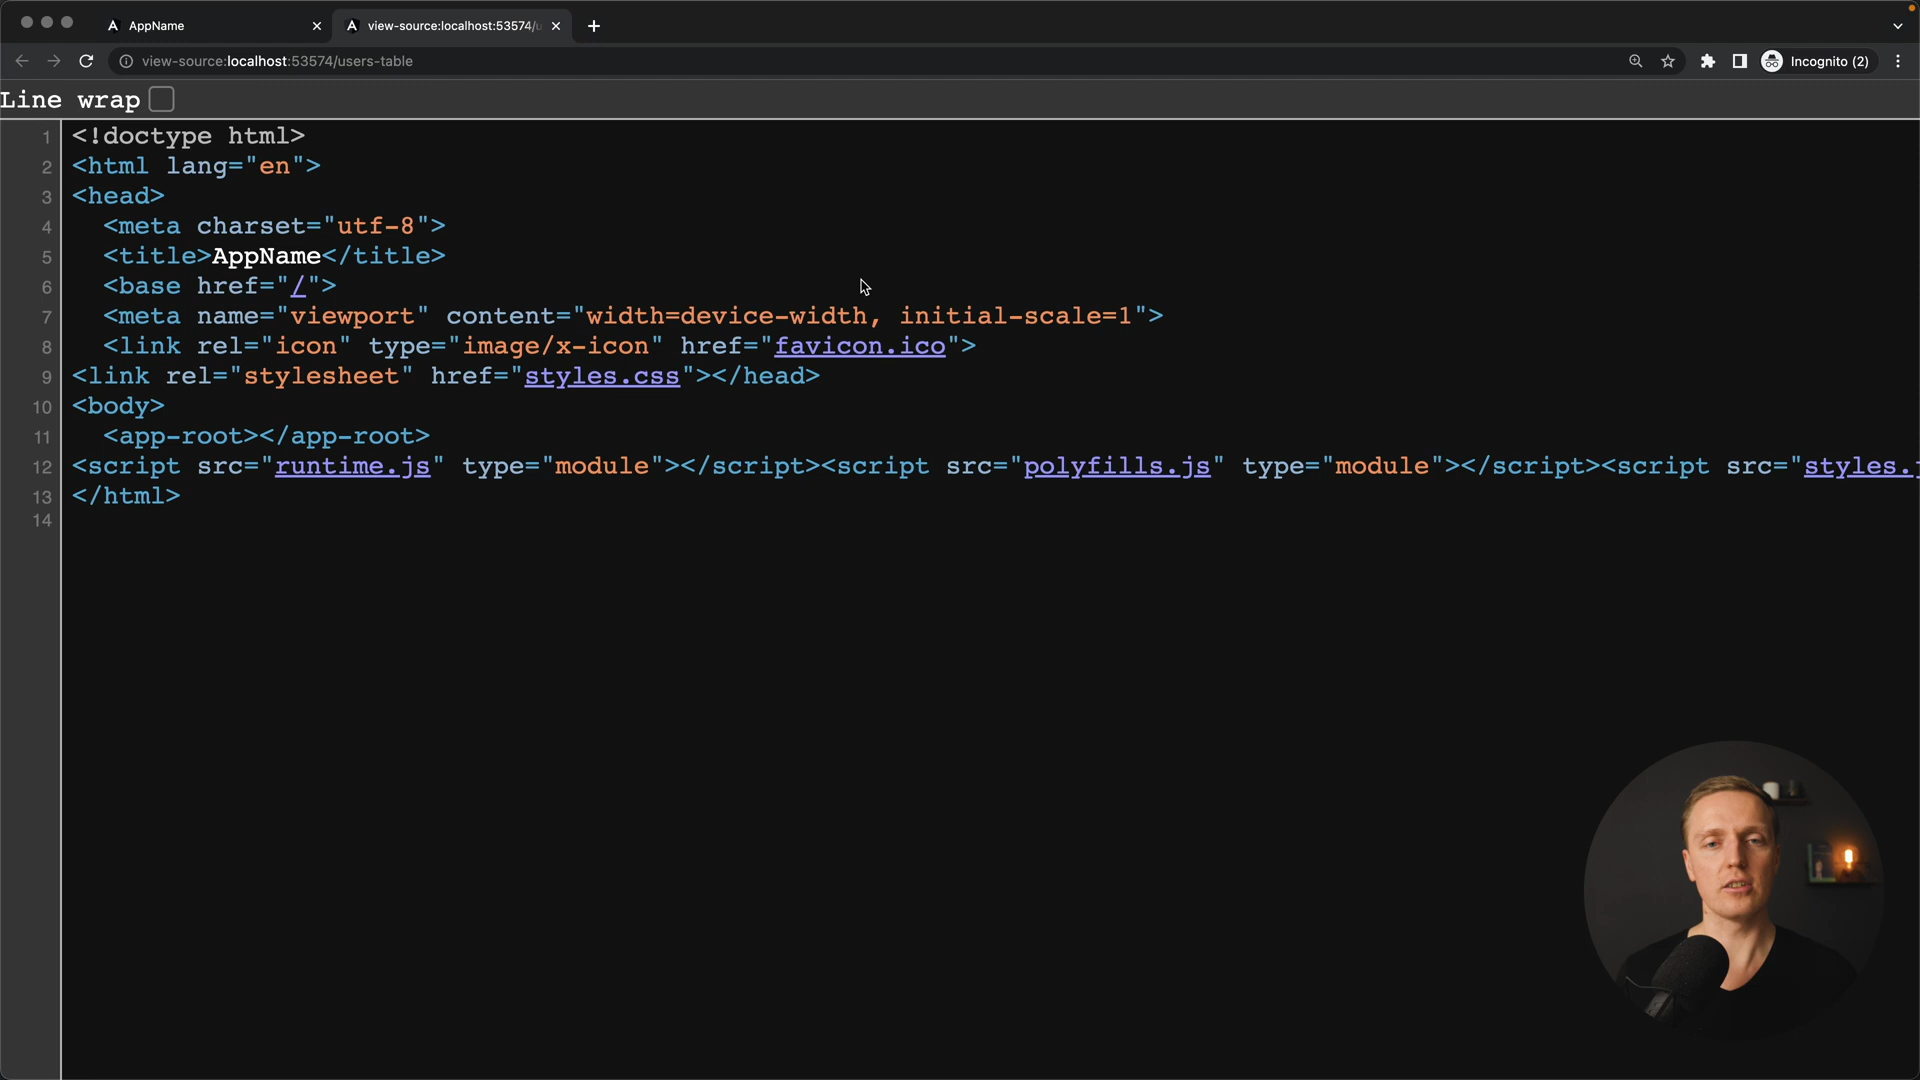 AppName
view-source:localhost:53574/u
view-source:localhost:53574/users-table
Incognito (2)
Line wrap
1 <!doctype html>
2 <html lang="en">
3 <head>
4 <meta charset="utf-8">
5 <title>AppName</title>
6 <base href="/">
7 <meta name="viewport" content="width=device-width, initial-scale=1">
8 <link rel="icon" type="image/x-icon" href="favicon.ico">
9 <link rel="stylesheet" href="styles.css"></head>
10 <body>
11 <app-root></app-root>
12 <script src="runtime.js" type="module"></script><script src="polyfills.js" type="module"></script><script src="styles.j
13 </html>
14